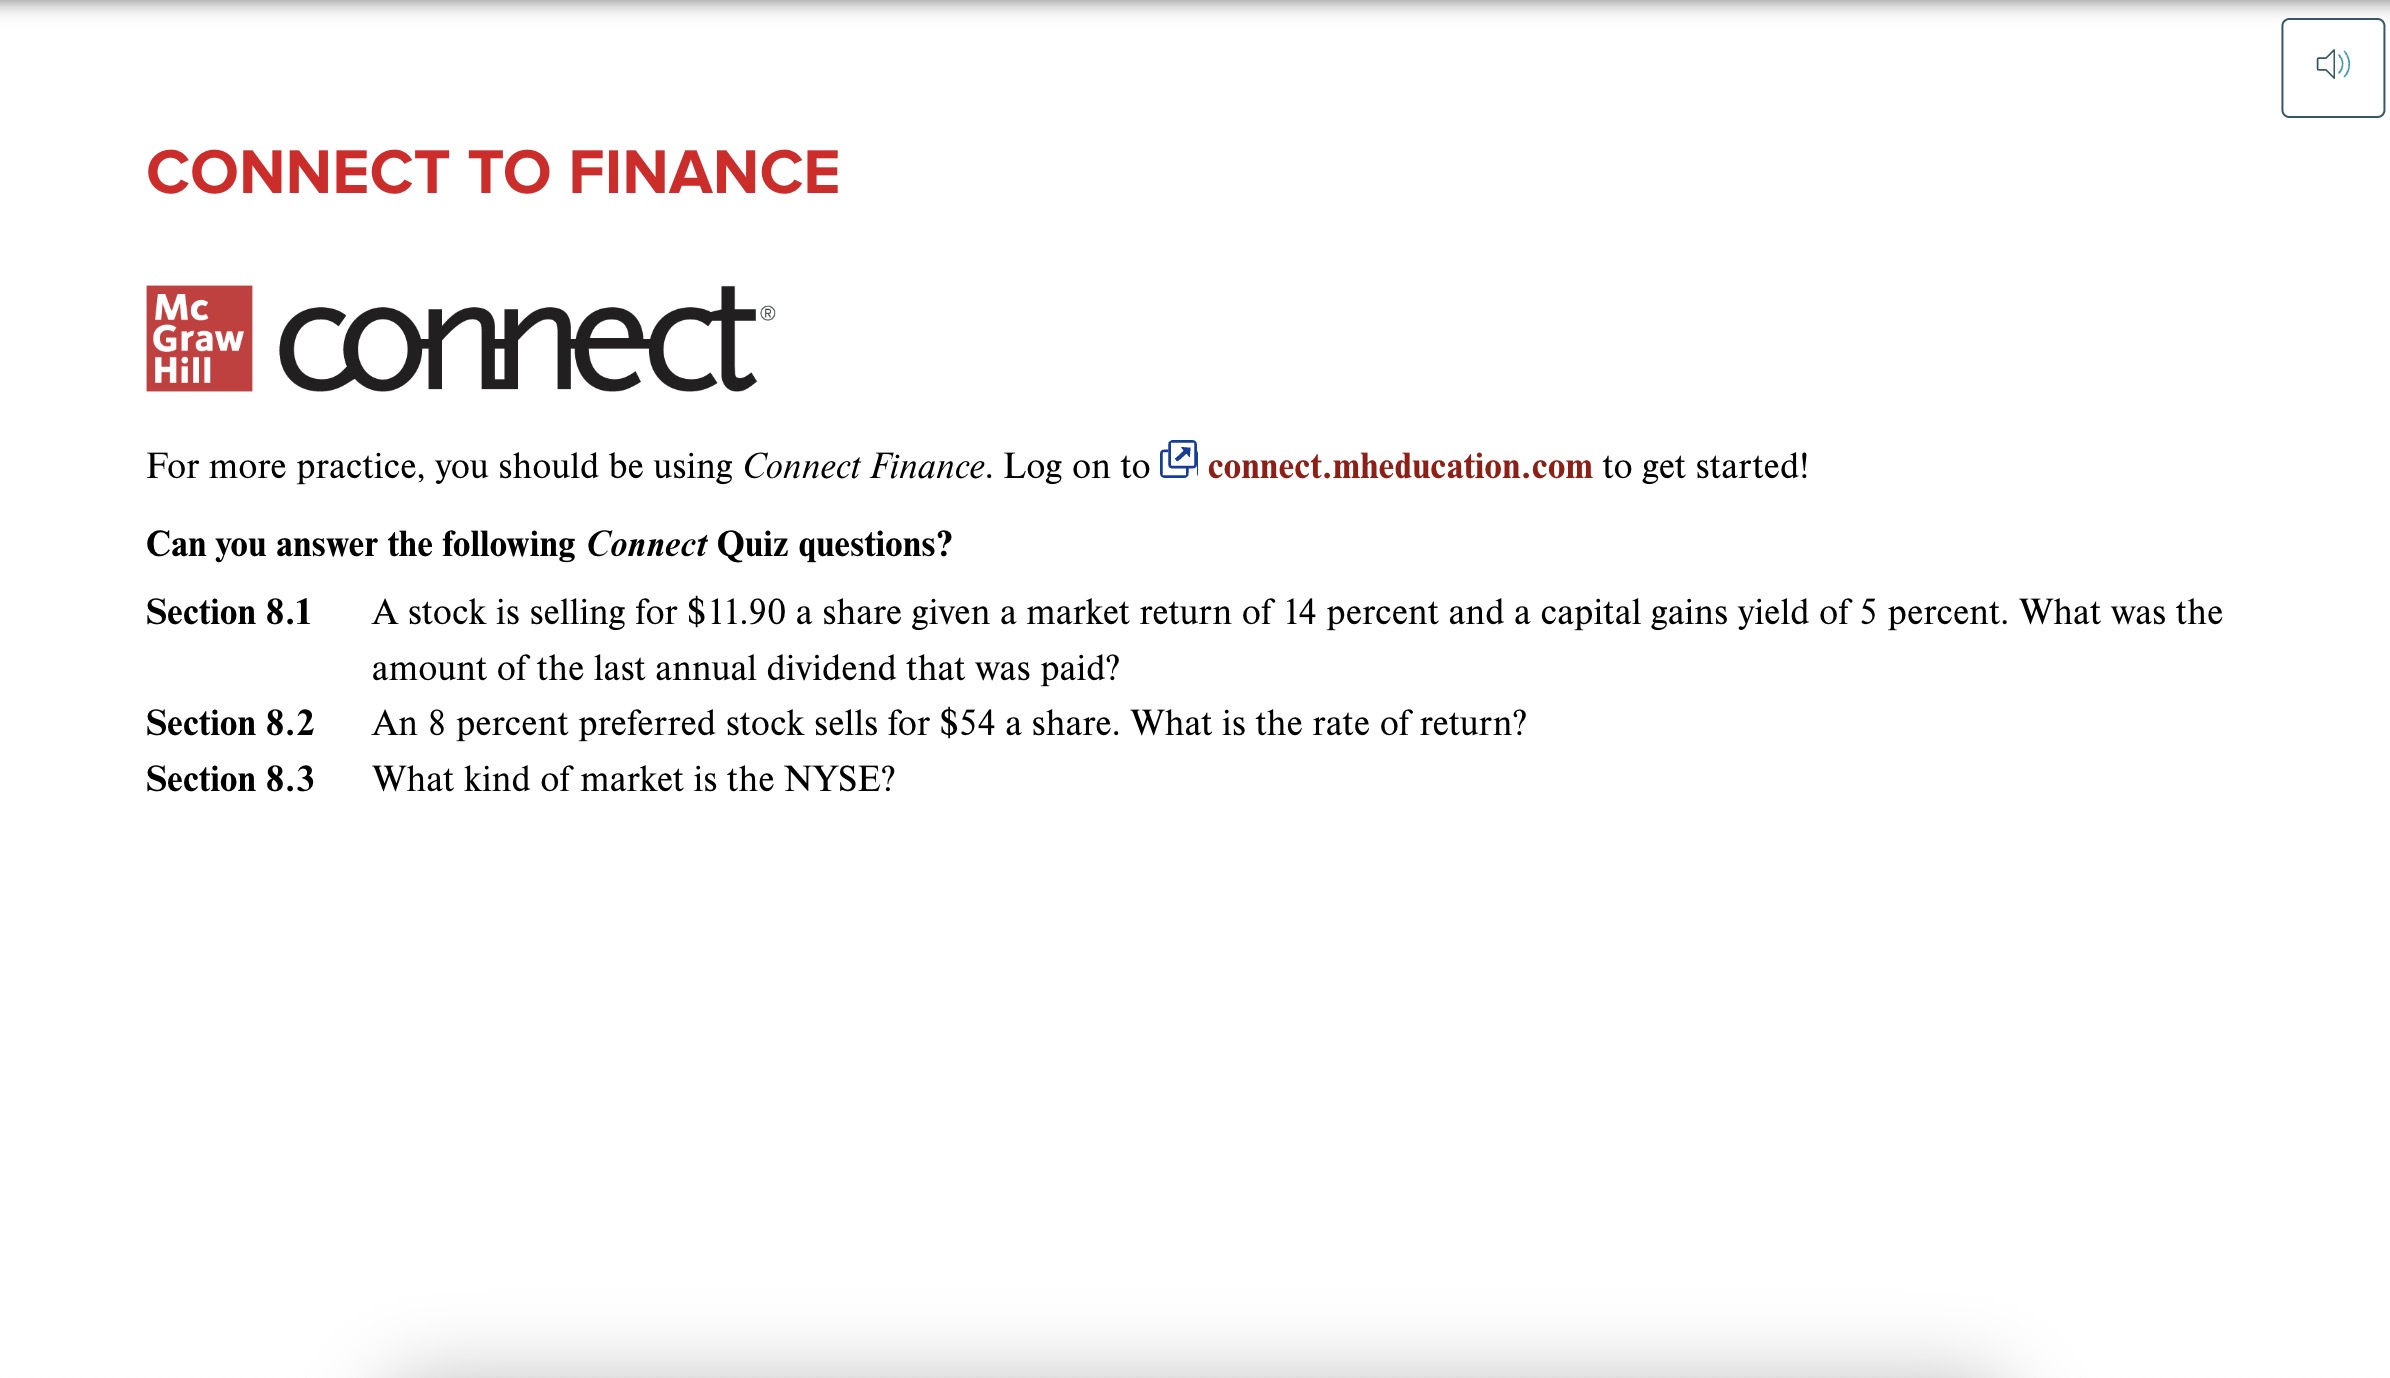 CONNECT TO FINANCE
Mc
Graw
Hill
connect®
For more practice, you should be using Connect Finance. Log on to connect.mheducation.com to get started!
Can you answer the following Connect Quiz questions?
Section 8.1 A stock is selling for $11.90 a share given a market return of 14 percent and a capital gains yield of 5 percent. What was the
amount of the last annual dividend that was paid?
Section 8.2 An 8 percent preferred stock sells for $54 a share. What is the rate of return?
Section 8.3 What kind of market is the NYSE?